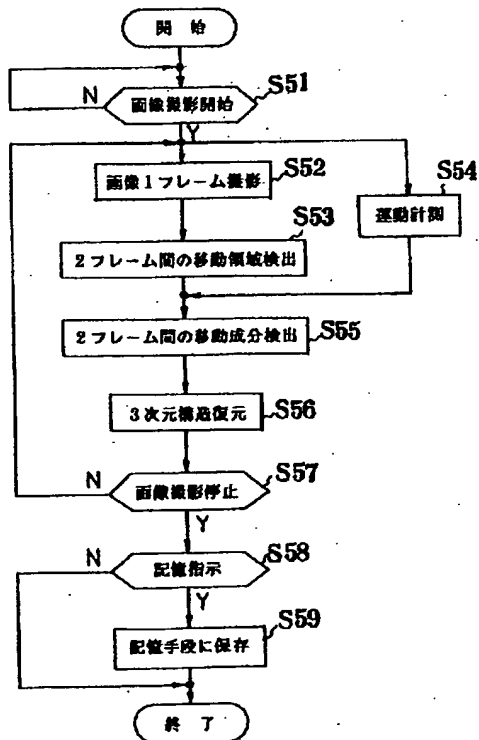 開 始
S51
N
画像撮影開始
Y
S52
画像1フレーム撮影
S54
運動計測
S53
2フレーム間の移動領域検出
2フレーム間の移動成分検出
S55
3次元構造復元
S56
S57
N
画像撮影停止
Y
S58
N
記憶指示
Y
S59
記憶手段に保存
終 了